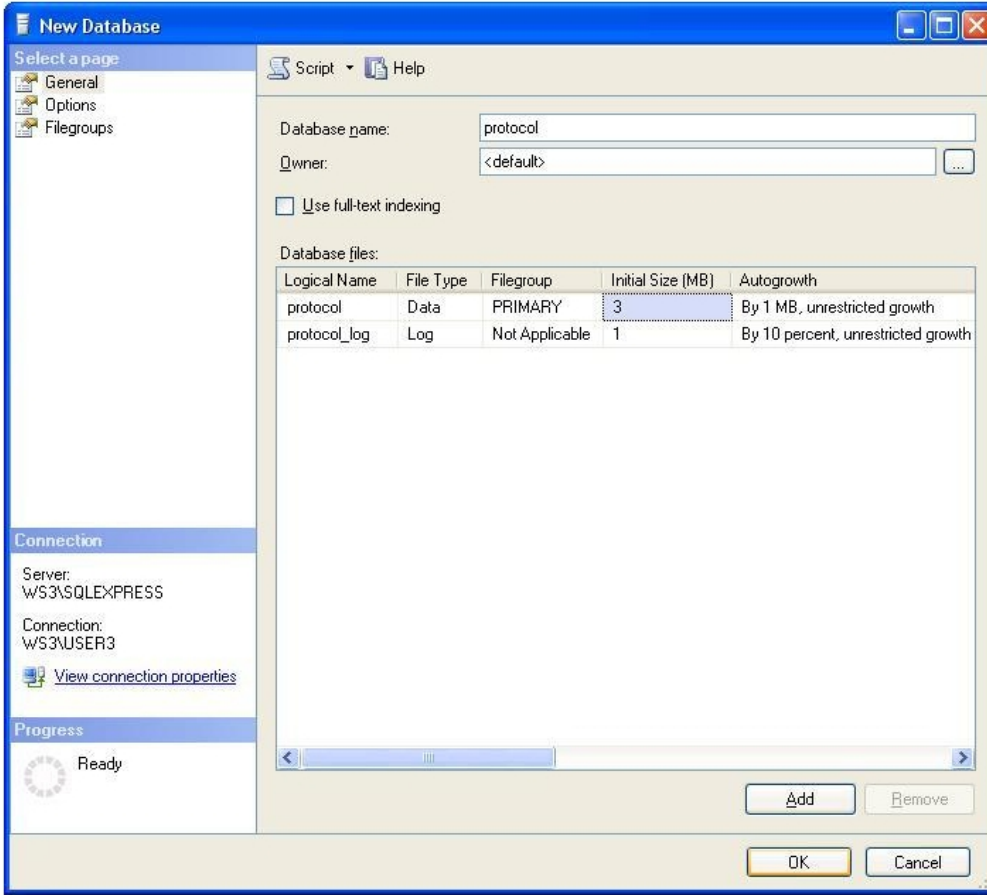 New Database
Select a page
General
Options
Filegroups
Script Help
Database name: protocol
Owner: <default> ...
Use full-text indexing
Database files:
Logical Name File Type Filegroup Initial Size (MB) Autogrowth
protocol Data PRIMARY 3 By 1 MB, unrestricted growth
protocol_log Log Not Applicable 1 By 10 percent, unrestricted growth
Connection
Server:
WS3\SQLEXPRESS
Connection:
WS3\USER3
View connection properties
Progress
Ready
Add Remove
OK Cancel